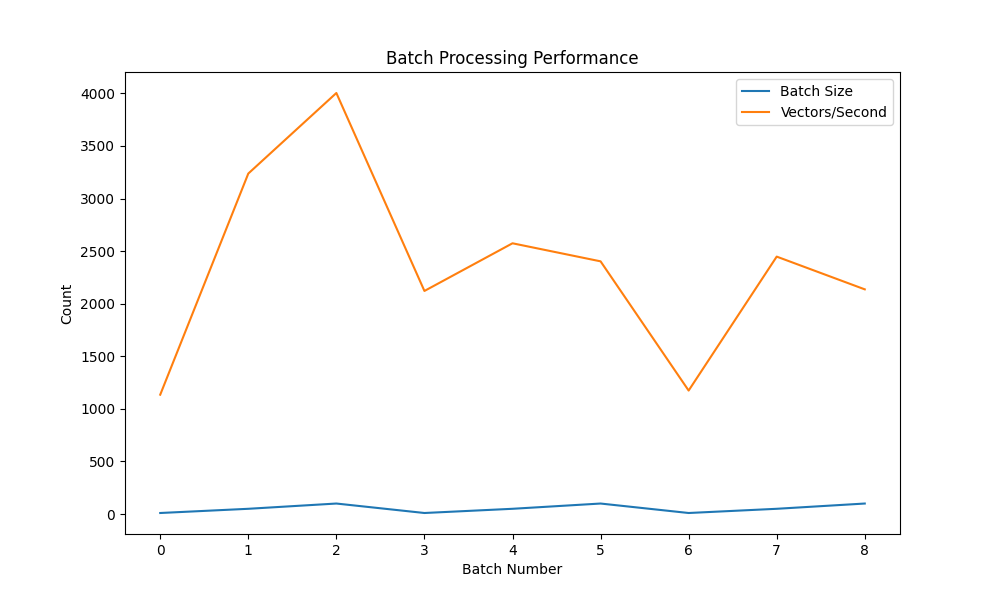 Batch Processing Performance
Batch Size
Vectors/Second
4000
3500
3000
2500
2000
1500
1000
500
0
Count
0 1 2 3 4 5 6 7 8
Batch Number